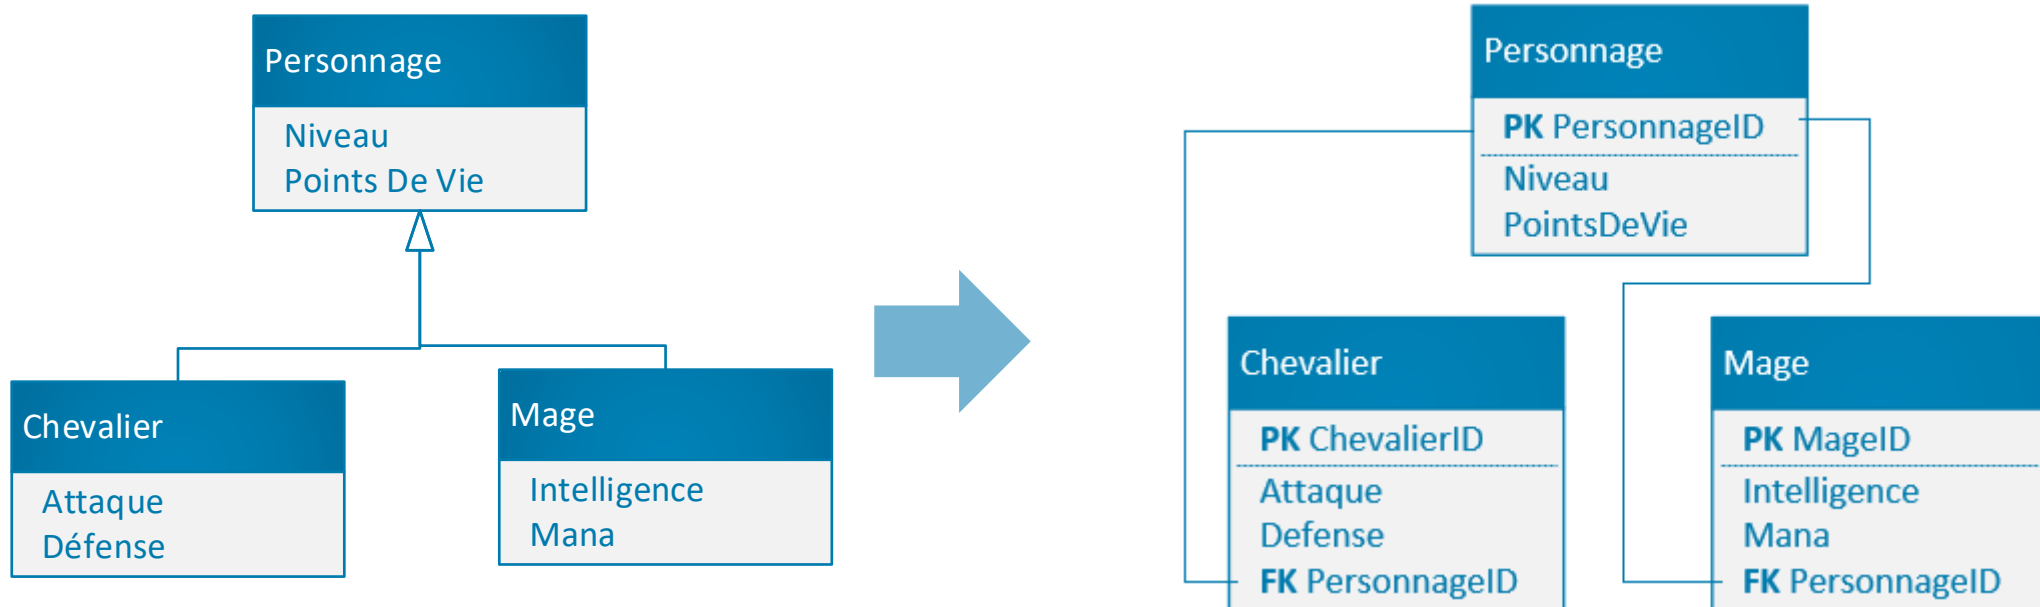 Personnage
Niveau
Points De Vie
Chevalier
Attaque
Défense
Mage
Intelligence
Mana
Personnage
PK PersonnageID
Niveau
PointsDeVie
Chevalier
PK ChevalierID
Attaque
Defense
FK PersonnageID
Mage
PK MageID
Intelligence
Mana
FK PersonnageID